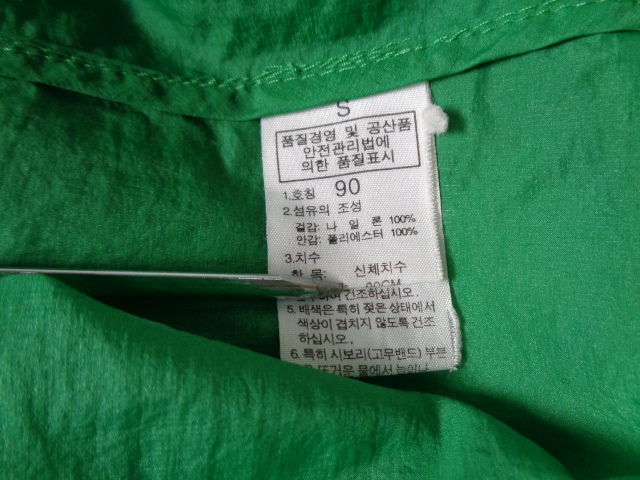 S
품질경영 및 공산품
안전관리법에
의한 품질표시
1.호칭 90
2.섬유의 조성
겉감: 나 일 론 100%
안감: 폴리에스터 100%
3.치수
항 목: 신체치수
90CM
건조하십시오.
5. 배색은 특히 젖은 상태에서
색상이 겹치지 않도록 건조
하십시오.
6. 특히 시보리(고무밴드) 부분
뜨거운 물에서